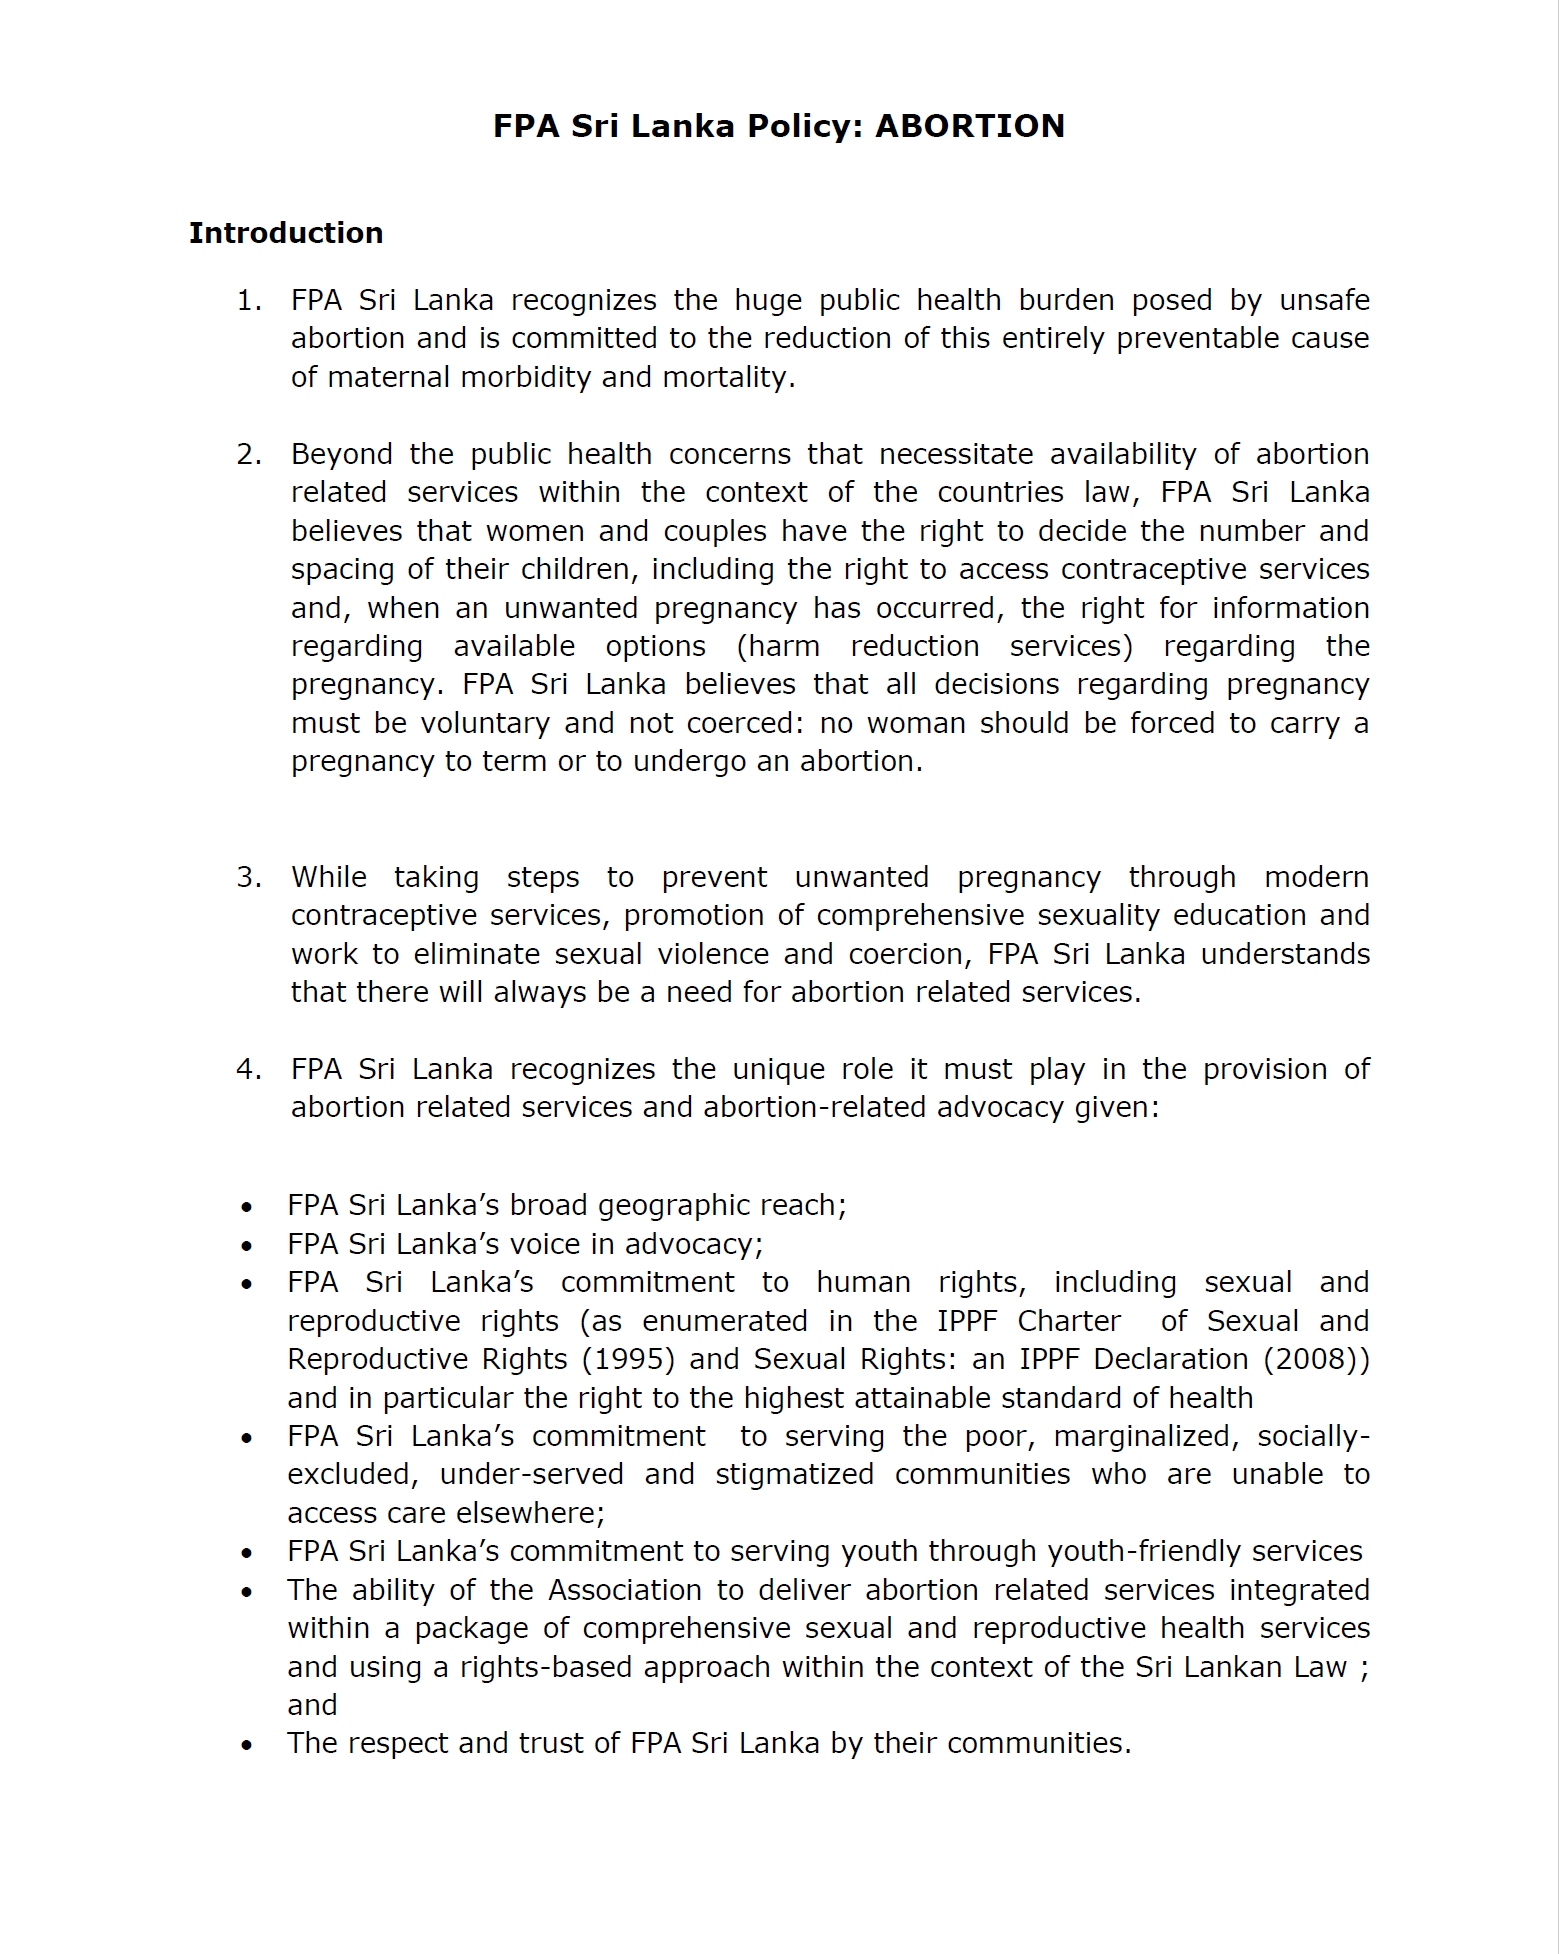 FPA Sri Lanka Policy: ABORTION
Introduction
1. FPA Sri Lanka recognizes the huge public health burden posed by unsafe
abortion and is committed to the reduction of this entirely preventable cause
of maternal morbidity and mortality.
2. Beyond the public health concerns that necessitate availability of abortion
related services within the context of the countries law, FPA Sri Lanka
believes that women and couples have the right to decide the number and
spacing of their children, including the right to access contraceptive services
and, when an unwanted pregnancy has occurred, the right for information
regarding available options (harm reduction services) regarding the
pregnancy. FPA Sri Lanka believes that all decisions regarding pregnancy
must be voluntary and not coerced: no woman should be forced to carry a
pregnancy to term or to undergo an abortion.
3. While taking steps to prevent unwanted pregnancy through modern
contraceptive services, promotion of comprehensive sexuality education and
work to eliminate sexual violence and coercion, FPA Sri Lanka understands
that there will always be a need for abortion related services.
4. FPA Sri Lanka recognizes the unique role it must play in the provision of
abortion related services and abortion-related advocacy given:
• FPA Sri Lanka’s broad geographic reach;
• FPA Sri Lanka’s voice in advocacy;
• FPA Sri Lanka’s commitment to human rights, including sexual and
reproductive rights (as enumerated in the IPPF Charter of Sexual and
Reproductive Rights (1995) and Sexual Rights: an IPPF Declaration (2008))
and in particular the right to the highest attainable standard of health
• FPA Sri Lanka’s commitment to serving the poor, marginalized, socially-
excluded, under-served and stigmatized communities who are unable to
access care elsewhere;
• FPA Sri Lanka’s commitment to serving youth through youth-friendly services
• The ability of the Association to deliver abortion related services integrated
within a package of comprehensive sexual and reproductive health services
and using a rights-based approach within the context of the Sri Lankan Law ;
and
• The respect and trust of FPA Sri Lanka by their communities.